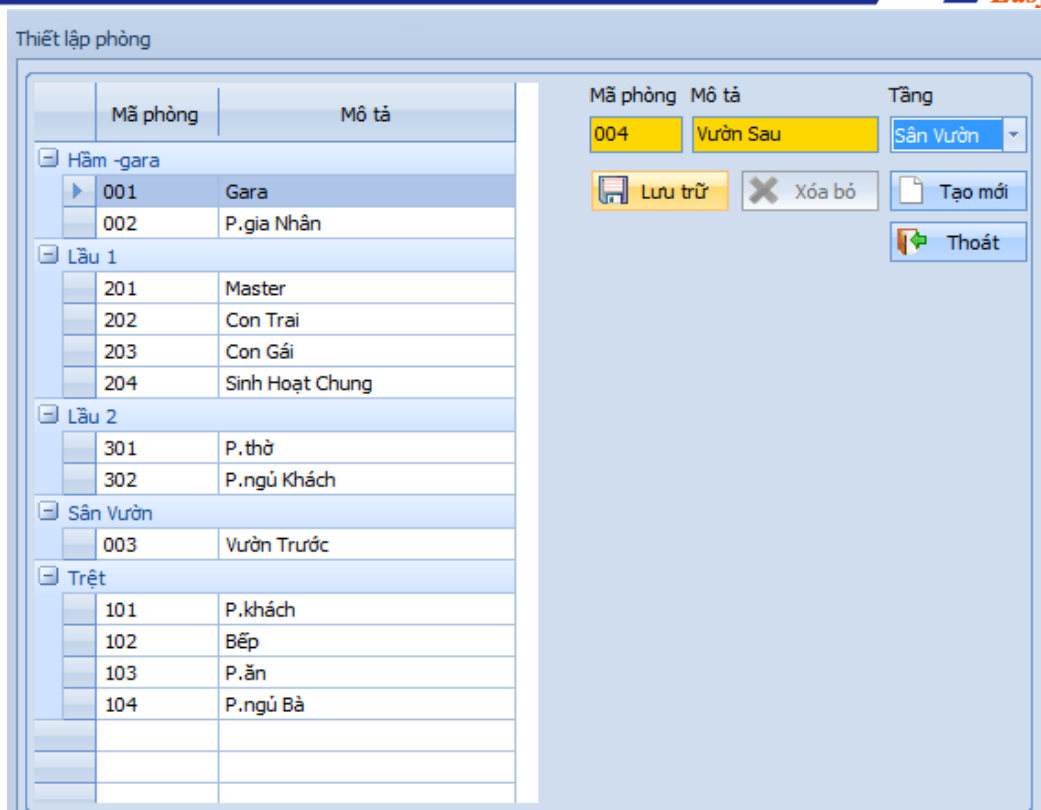 Thiết lập phòng
Mã phòng Mô tả
Hầm -gara
001 Gara
002 P.gia Nhân
Lầu 1
201 Master
202 Con Trai
203 Con Gái
204 Sinh Hoạt Chung
Lầu 2
301 P.thờ
302 P.ngủ Khách
Sân Vườn
003 Vườn Trước
Trệt
101 P.khách
102 Bếp
103 P.ăn
104 P.ngủ Bà
Mã phòng Mô tả Tầng
004 Vườn Sau Sân Vườn
Lưu trữ Xóa bỏ Tạo mới
Thoát